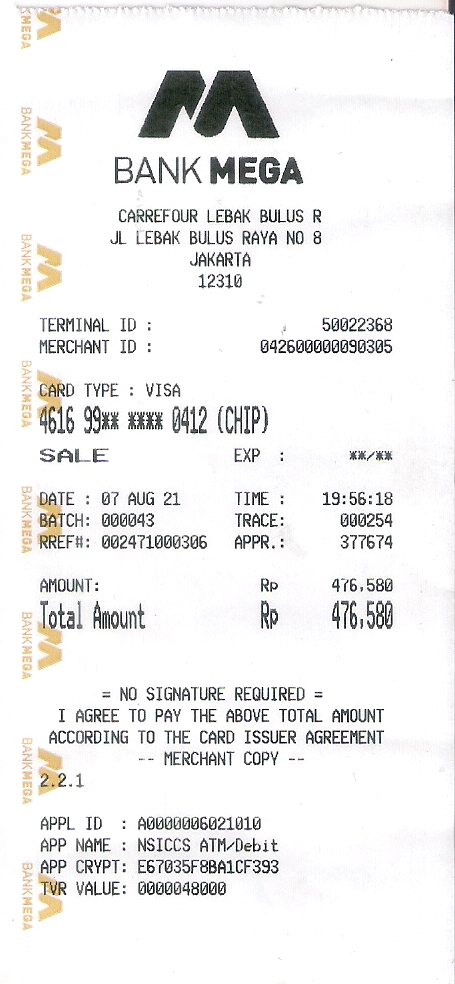 BANK MEGA
CARREFOUR LEBAK BULUS R
JL LEBAK BULUS RAYA NO 8
JAKARTA
12310
TERMINAL ID : 50022368
MERCHANT ID : 042600000090305
CARD TYPE : VISA
4616 99** **** 0412 (CHIP)
SALE EXP : **/**
DATE : 07 AUG 21 TIME : 19:56:18
BATCH: 000043 TRACE: 000254
RREF#: 002471000306 APPR.: 377674
AMOUNT: Rp 476.580
Total Amount Rp 476.580
= NO SIGNATURE REQUIRED =
I AGREE TO PAY THE ABOVE TOTAL AMOUNT
ACCORDING TO THE CARD ISSUER AGREEMENT
-- MERCHANT COPY --
2.2.1
APPL ID : A0000006021010
APP NAME : NSICCS ATM/Debit
APP CRYPT: E67035F8BA1CF393
TVR VALUE: 0000048000
BANK MEGA
BANK MEGA
BANK MEGA
BANK MEGA
BANK MEGA
BANK MEGA
BANK MEGA